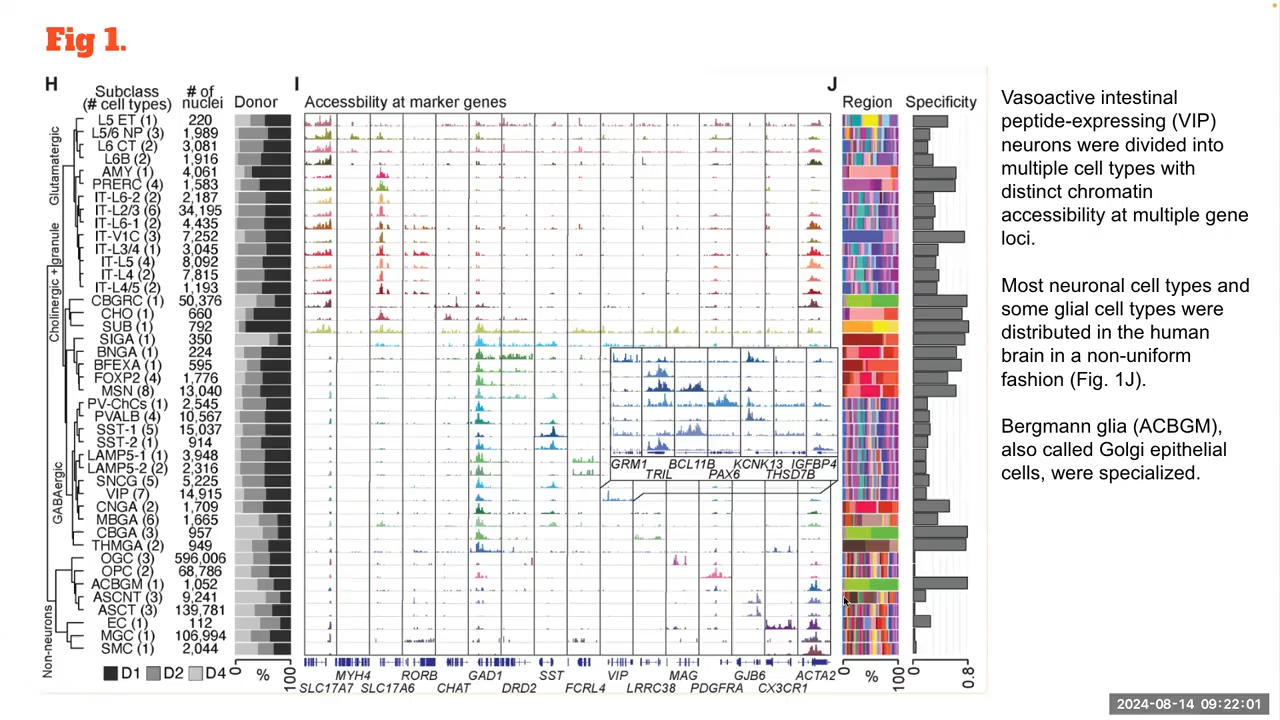 Fig 1.
H
Subclass
(# cell types)
# of
nuclei
Donor
I
Accessbility at marker genes
J
Region
Specificity
Glutamatergic
Cholinergic + granule
GABAergic
Non-neurons
L5 ET (1) 220
L5/6 NP (3) 1,989
L6 CT (2) 3,081
L6B (2) 1,916
AMY (1) 4,061
PRERC (4) 1,583
IT-L6-2 (2) 2,187
IT-L2/3 (6) 34,195
IT-L6-1 (2) 4,435
IT-V1C (3) 7,252
IT-L3/4 (1) 3,045
IT-L5 (4) 8,092
IT-L4 (2) 7,815
IT-L4/5 (2) 1,193
CBGRC (1) 50,376
CHO (1) 660
SUB (1) 792
SIGA (1) 350
BNGA (1) 224
BFEXA (1) 595
FOXP2 (4) 1,776
MSN (8) 13,040
PV-ChCs (1) 2,545
PVALB (4) 10,567
SST-1 (5) 15,037
SST-2 (1) 914
LAMP5-1 (1) 3,948
LAMP5-2 (2) 2,316
SNCG (5) 5,225
VIP (7) 14,915
CNGA (2) 1,709
MBGA (6) 1,665
CBGA (3) 957
THMGA (2) 949
OGC (3) 596,006
OPC (2) 68,786
ACBGM (1) 1,052
ASCNT (3) 9,241
ASCT (3) 139,781
EC (1) 112
MGC (1) 106,994
SMC (1) 2,044
GRM1 BCL11B KCNK13 IGFBP4
TRIL PAX6 THSD7B
D1 D2 D4
0 % 100
MYH4 RORB GAD1 SST VIP MAG GJB6 ACTA2
SLC17A7 SLC17A6 CHAT DRD2 FCRL4 LRRC38 PDGFRA CX3CR1
0 % 100
0 0.8
Vasoactive intestinal
peptide-expressing (VIP)
neurons were divided into
multiple cell types with
distinct chromatin
accessibility at multiple gene
loci.
Most neuronal cell types and
some glial cell types were
distributed in the human
brain in a non-uniform
fashion (Fig. 1J).
Bergmann glia (ACBGM),
also called Golgi epithelial
cells, were specialized.
2024-08-14 09:22:01